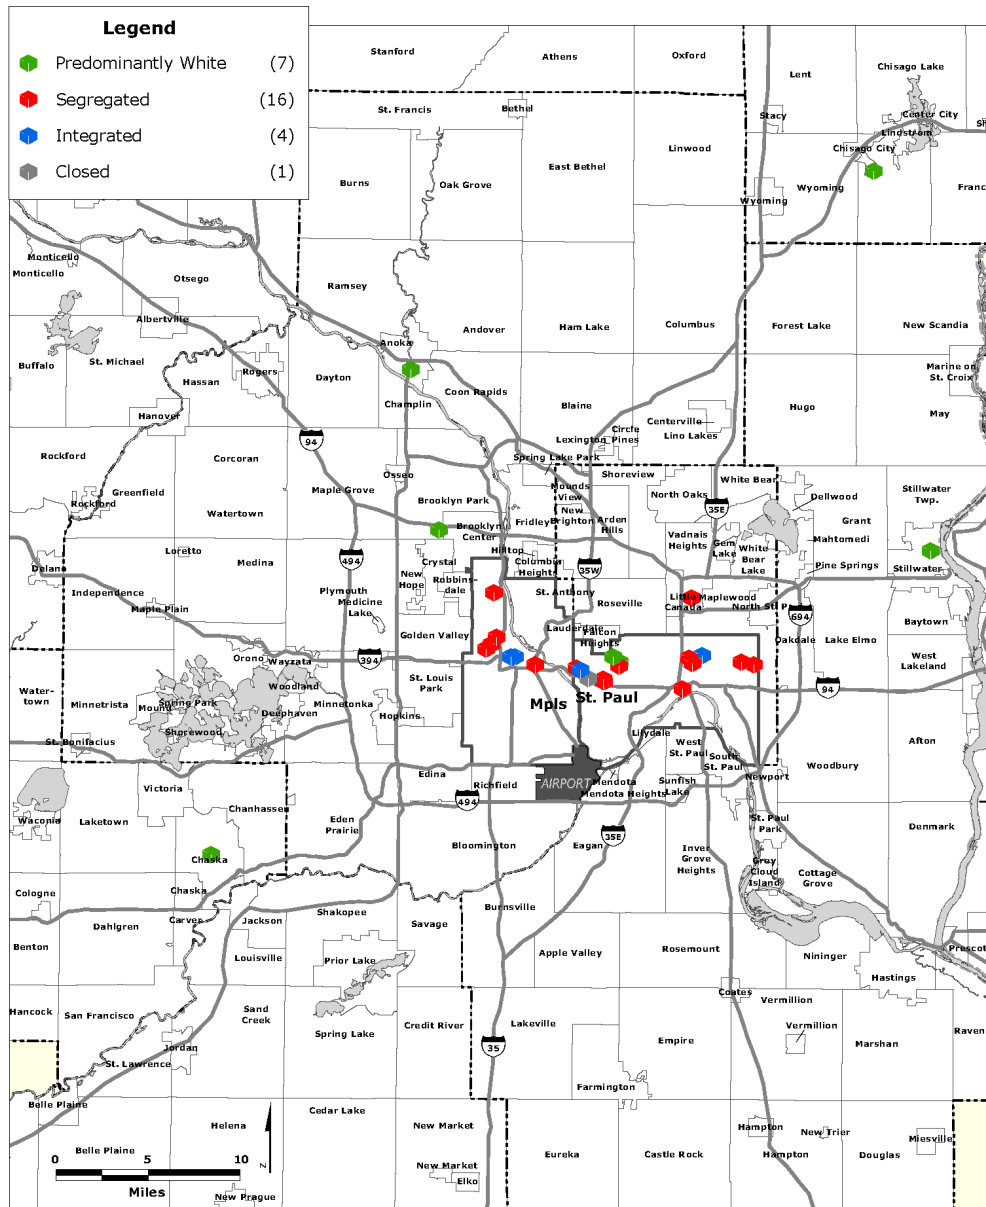 Legend
Predominantly White (7)
Segregated (16)
Integrated (4)
Closed (1)
Stanford
Athens
Oxford
Lent
Chisago Lake
St. Francis
Bethel
Stacy
Center City
Lindstrom
Chisago City
Linwood
East Bethel
Burns
Oak Grove
Wyoming
Wyoming
Franc
Monticello
Monticello
Otsego
Ramsey
Albertville
Andover
Ham Lake
Columbus
Forest Lake
New Scandia
Anoka
Buffalo
St. Michael
Rogers
Hassan
Dayton
Coon Rapids
Marine on
St. Croix
Champlin
Blaine
Hugo
May
Hanover
Centerville
Lino Lakes
Circle
Lexington Pines
94
Rockford
Corcoran
Spring Lake Park
Osseo
Shoreview
White Bear
Mounds
View
North Oaks
Dellwood
Stillwater
Twp.
Greenfield
Rockford
Maple Grove
Brooklyn Park
35E
Watertown
New
Brighton
Arden
Hills
Grant
Fridley
Brooklyn
Center
Vadnais
Heights
Gem
Lake
White
Bear
Lake
Mahtomedi
Loretto
Medina
494
Hilltop
Crystal
Columbia
Heights
35W
Pine Springs
Stillwater
Delano
New
Hope
Robbins-
dale
Independence
Plymouth
Medicine
Lake
St. Anthony
Roseville
Little
Canada
Maplewood
North St P
Maple Plain
694
Baytown
Golden Valley
Lauderdale
Falcon
Heights
Oakdale
Lake Elmo
Orono
Wayzata
394
West
Lakeland
Woodland
St. Louis
Park
94
Water-
town
Minnetrista
Mound
Spring Park
Deephaven
Minnetonka
Hopkins
Mpls
St. Paul
Shorewood
Lilydale
St. Bonifacius
West
St. Paul
South
St. Paul
Afton
Edina
Richfield
AIRPORT
Mendota
Mendota Heights
Sunfish
Lake
Newport
Woodbury
Victoria
Chanhassen
494
Waconia
Laketown
Eden
Prairie
35E
St. Paul
Park
Denmark
Bloomington
Eagan
Inver
Grove
Heights
Chaska
Grey
Cloud
Island
Cottage
Grove
Cologne
Chaska
Burnsville
Carver
Jackson
Shakopee
Dahlgren
Savage
Benton
Louisville
Prior Lake
Apple Valley
Rosemount
Nininger
Prescot
Hastings
Coates
Hancock
San Francisco
Sand
Creek
Vermillion
Spring Lake
Credit River
Lakeville
Vermillion
Raven
35
Empire
Marshan
Jordan
St. Lawrence
Farmington
Belle Plaine
Cedar Lake
Helena
New Market
Hampton
New Trier
Miesville
Belle Plaine
Eureka
Castle Rock
Hampton
Douglas
0 5 10
Miles
z
New Market
Elko
New Prague